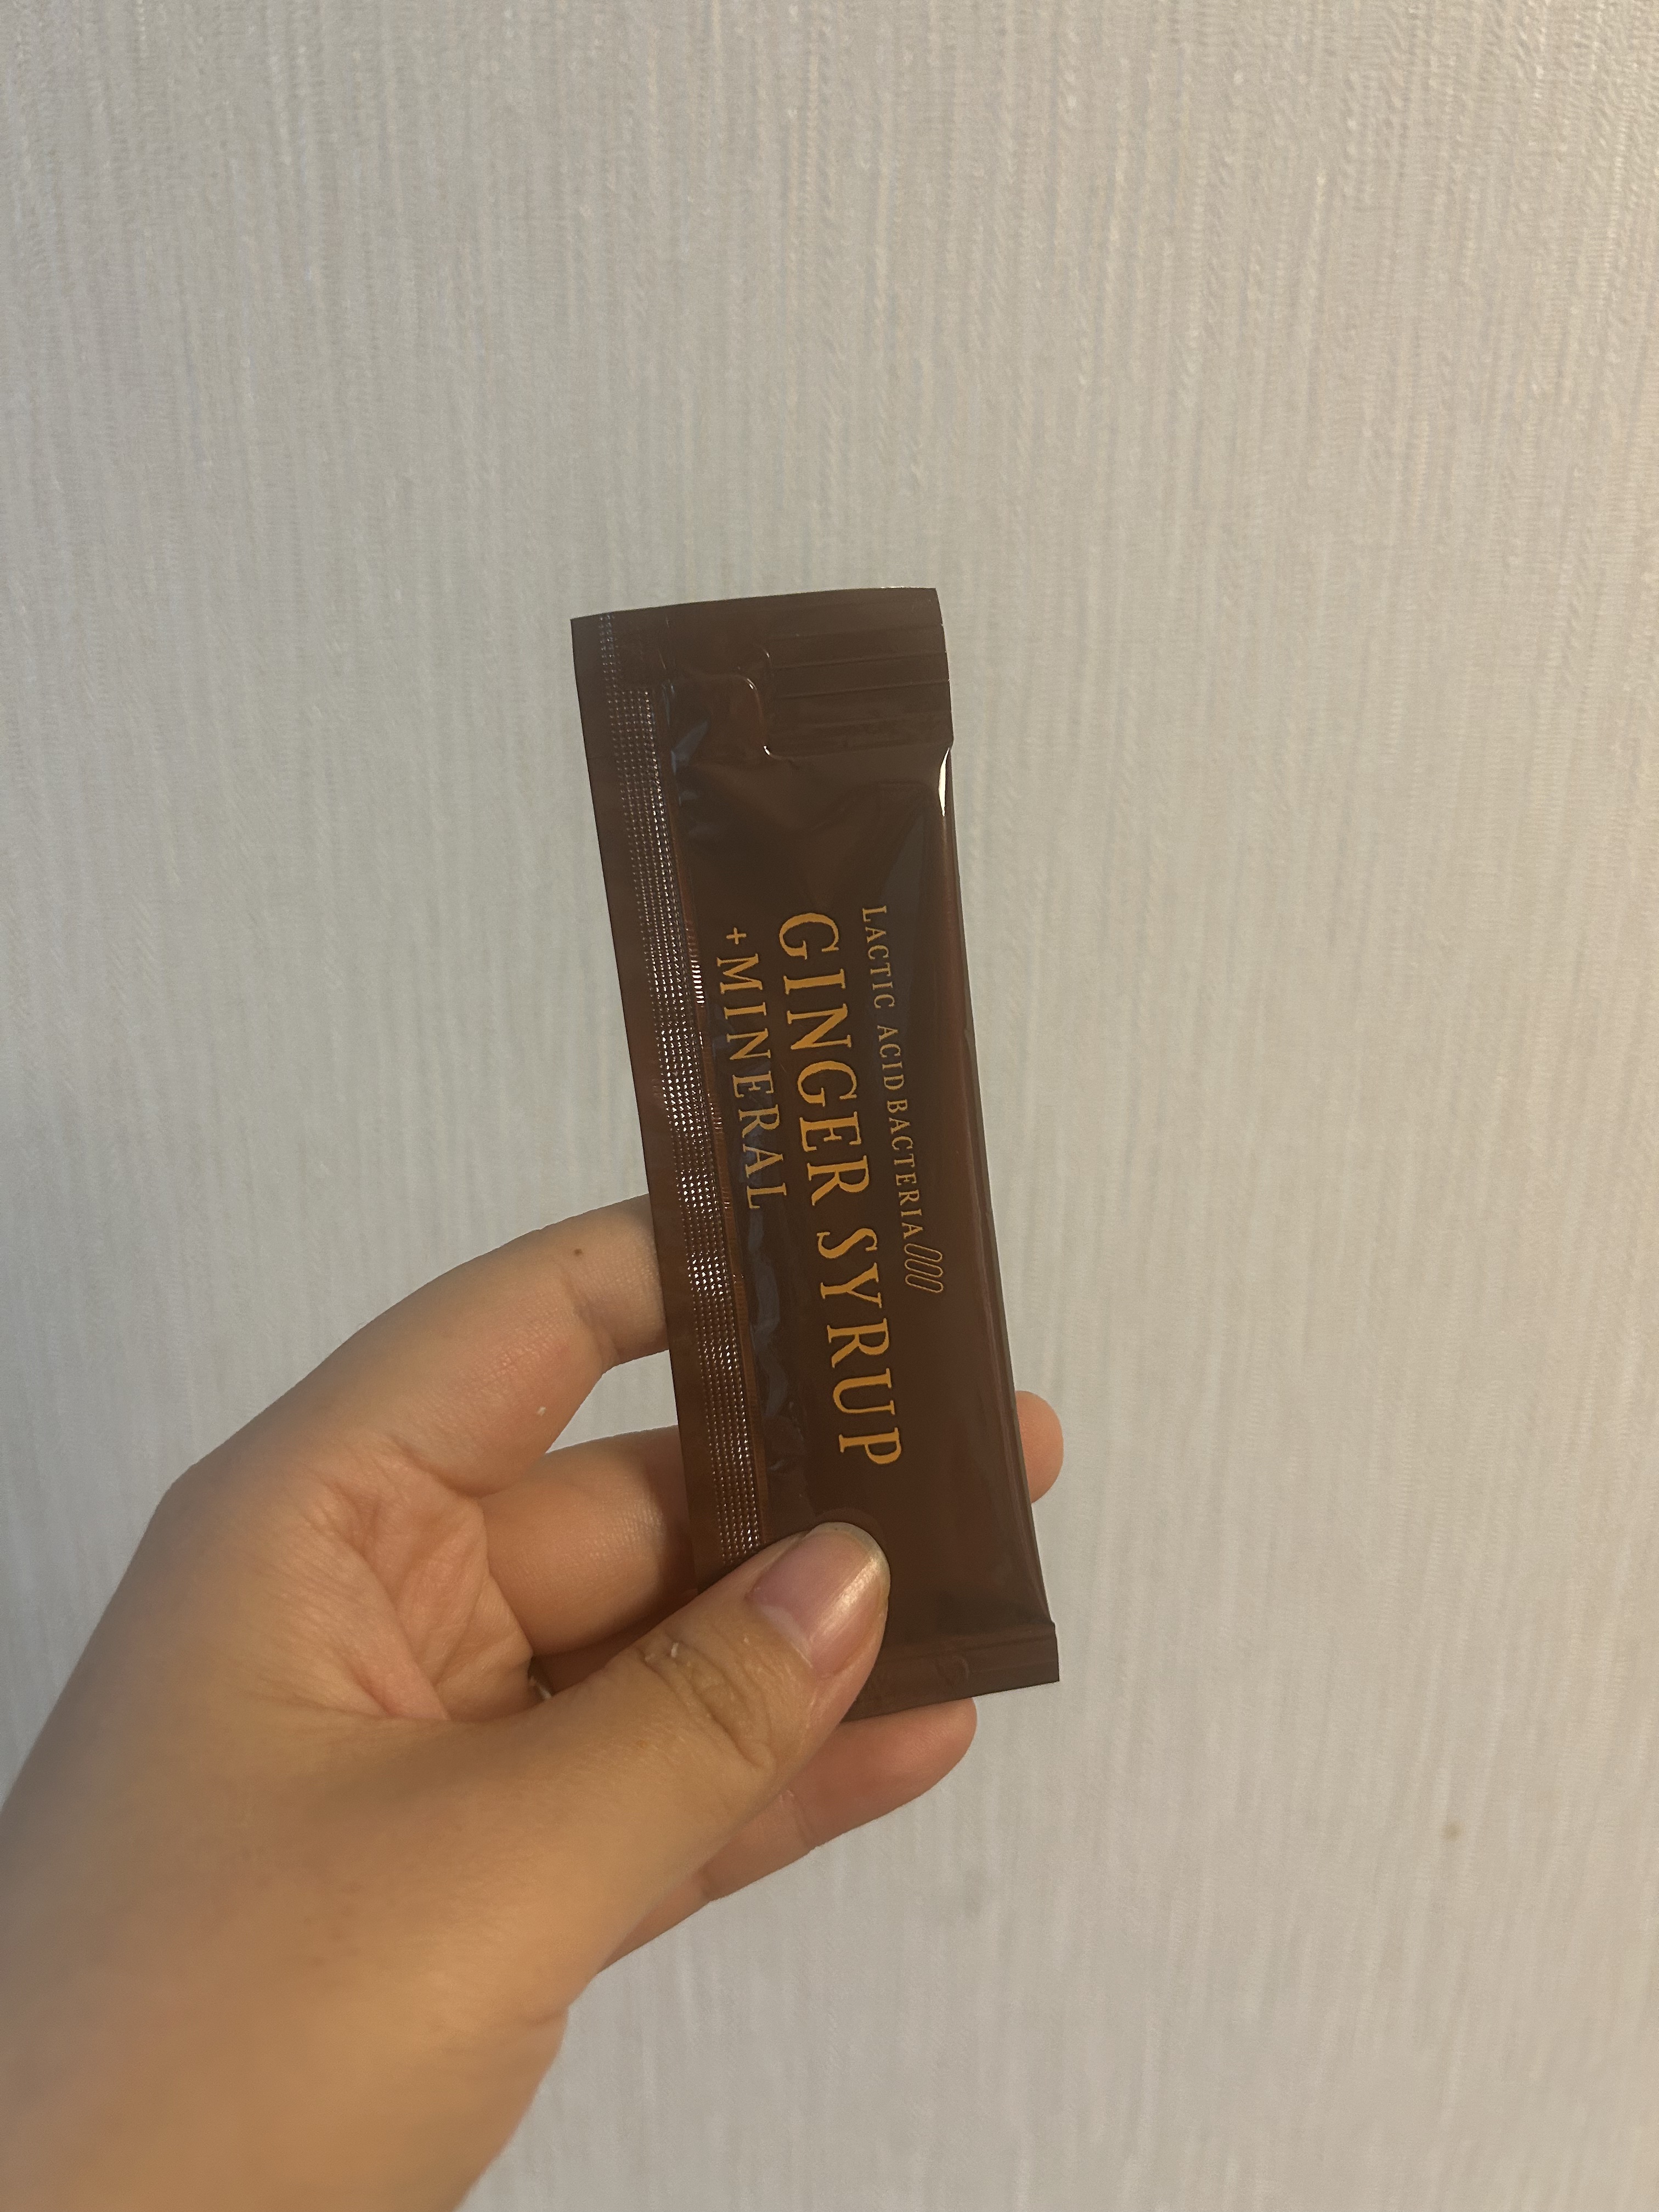 LACTIC ACID BACTERIA
GINGER SYRUP
+MINERAL